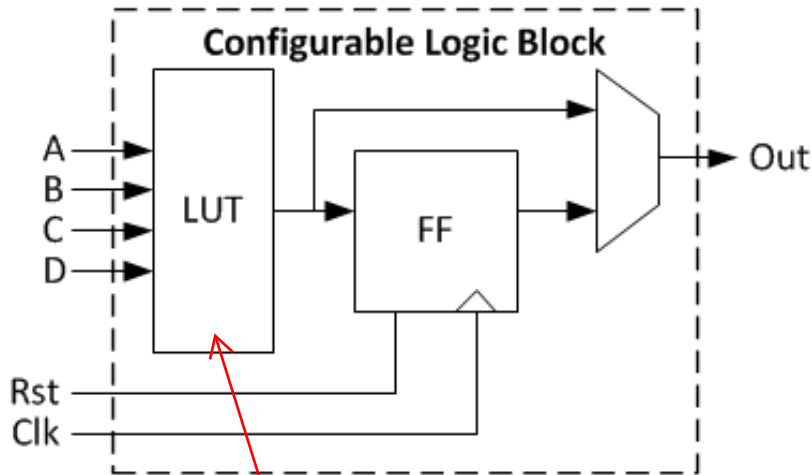 Configurable Logic Block
A
B
C
D
LUT
FF
Out
Rst
Clk